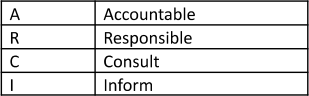 A Accountable
R Responsible
C Consult
I Inform